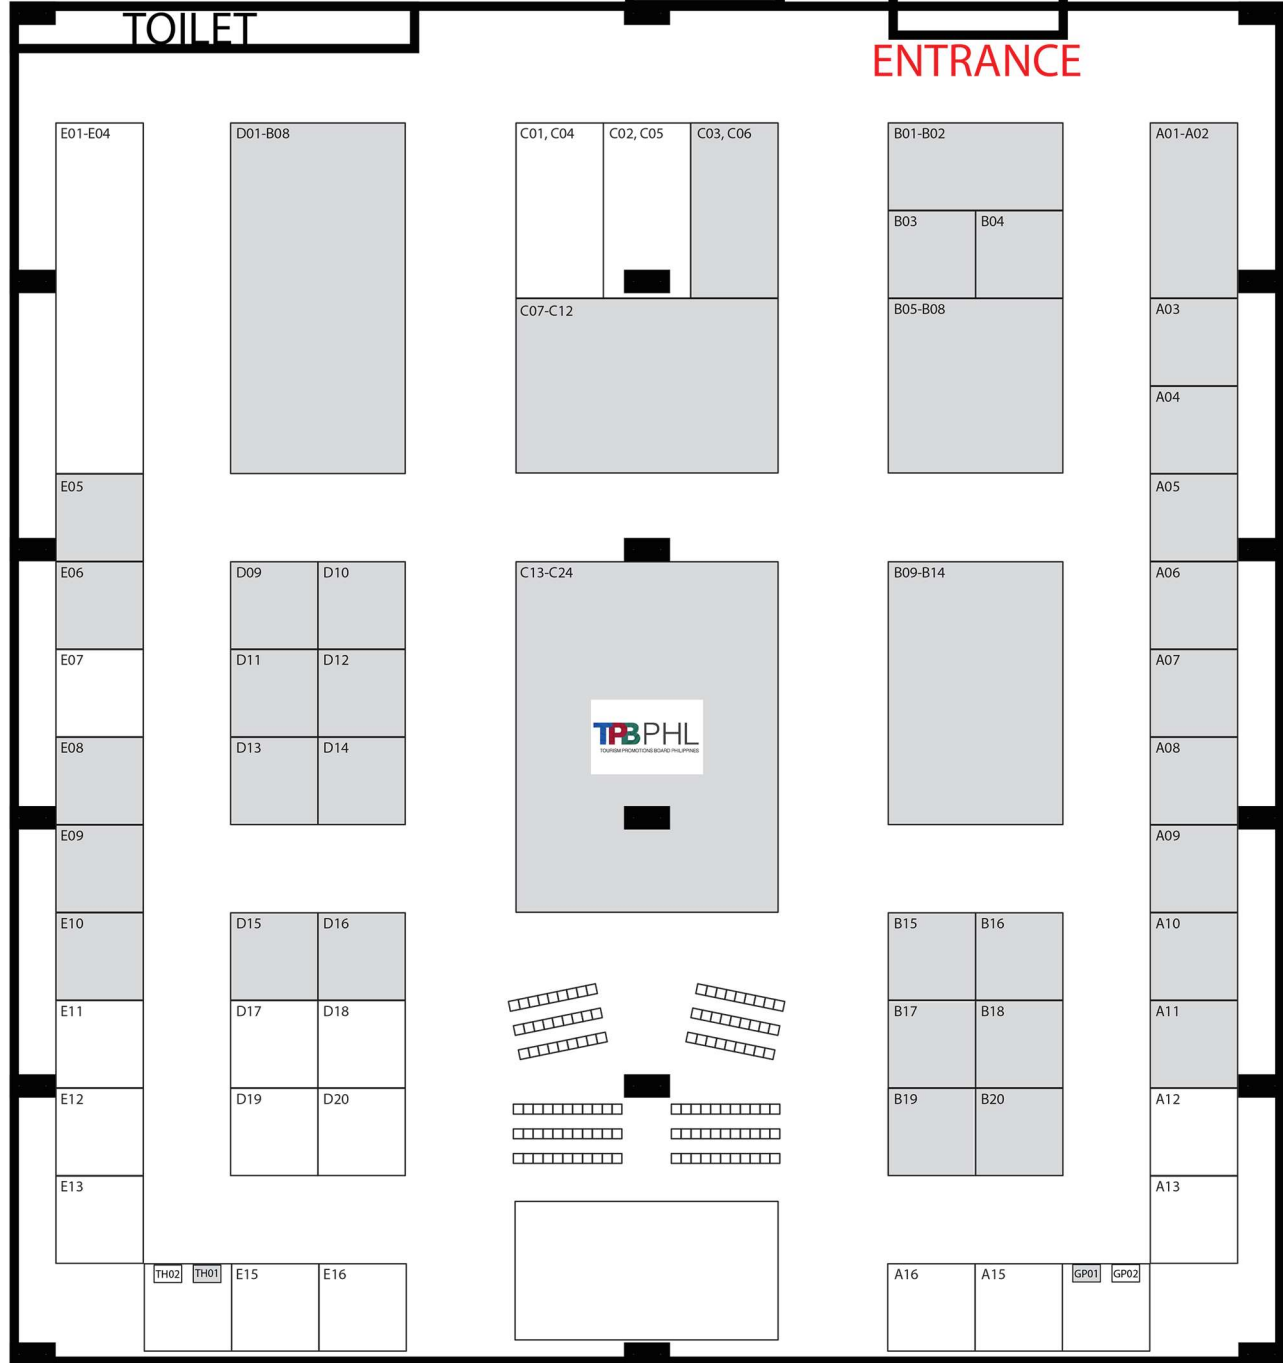 TOILET
ENTRANCE
E01-E04
D01-B08
C01, C04
C02, C05
C03, C06
B01-B02
A01-A02
B03
B04
A03
C07-C12
B05-B08
A04
E05
A05
E06
D09
D10
C13-C24
B09-B14
A06
E07
D11
D12
A07
TPBPHL
TOURISM PROMOTIONS BOARD PHILIPPINES
E08
D13
D14
A08
E09
A09
E10
D15
D16
B15
B16
A10
E11
D17
D18
B17
B18
A11
E12
D19
D20
B19
B20
A12
E13
A13
TH02
TH01
E15
E16
A16
A15
GP01
GP02